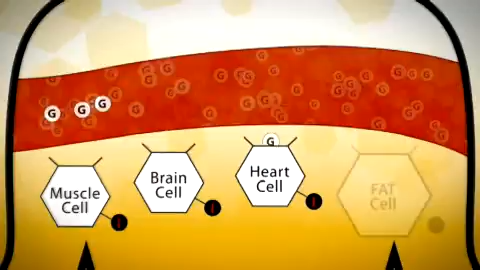 G G G
G
Muscle
Cell
Brain
Cell
Heart
Cell
FAT
Cell
I I I